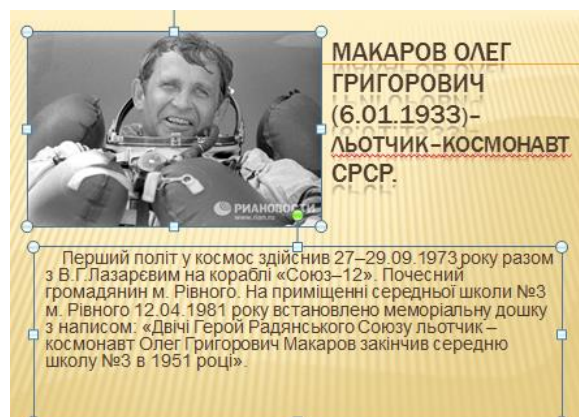 МАКАРОВ ОЛЕГ
ГРИГОРОВИЧ
(6.01.1933)–
ЛЬОТЧИК–КОСМОНАВТ
СРСР.
РИАНОВОСТИ
www.rian.ru
Перший політ у космос здійснив 27–29.09.1973 року разом
з В.Г.Лазарєвим на кораблі «Союз–12». Почесний
громадянин м. Рівного. На приміщенні середньої школи №3
м. Рівного 12.04.1981 року встановлено меморіальну дошку
з написом: «Двічі Герой Радянського Союзу льотчик –
космонавт Олег Григорович Макаров закінчив середню
школу №3 в 1951 році».